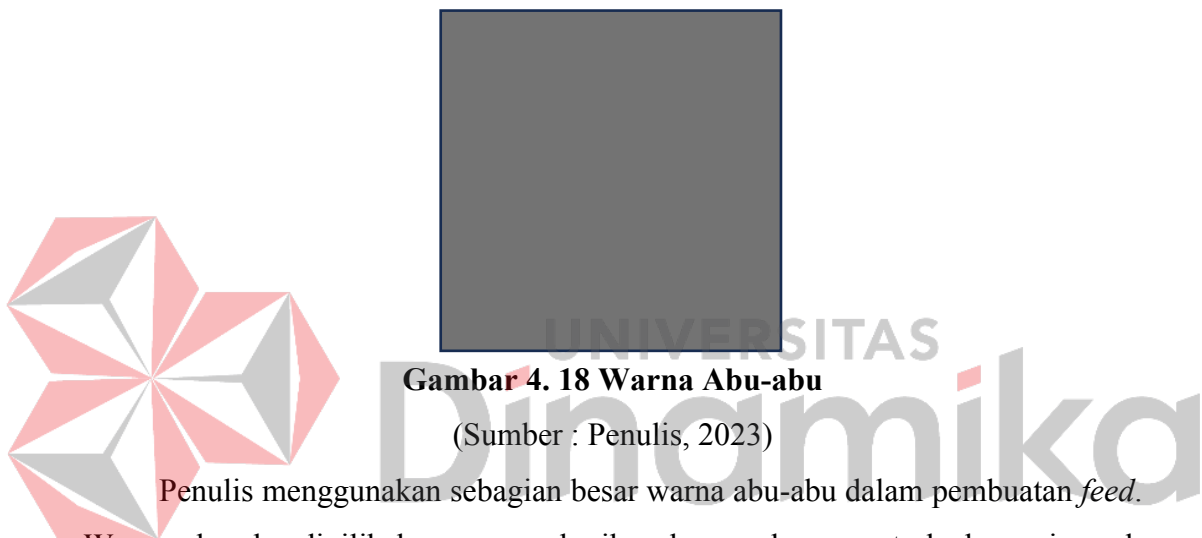 UNIVERSITAS
Dinamika
Gambar 4. 18 Warna Abu-abu
(Sumber : Penulis, 2023)
Penulis menggunakan sebagian besar warna abu-abu dalam pembuatan feed.